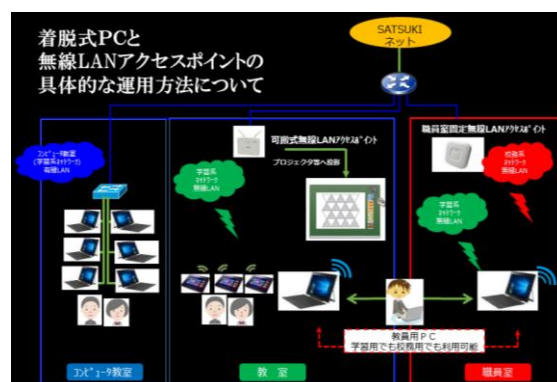 着脱式PCと
無線LANアクセスポイントの
具体的な運用方法について
SATSUKI
ネット
コンピュータ教室
(学習系ネットワーク)
有線LAN
可搬式無線LANアクセスポイント
プロジェクタ等へ投影
学習系
ネットワーク
無線LAN
職員室固定無線LANアクセスポイント
校務系
ネットワーク
無線LAN
学習系
ネットワーク
無線LAN
教員用PC
学習用でも校務用でも利用可能
コンピュータ教室
教 室
職員室